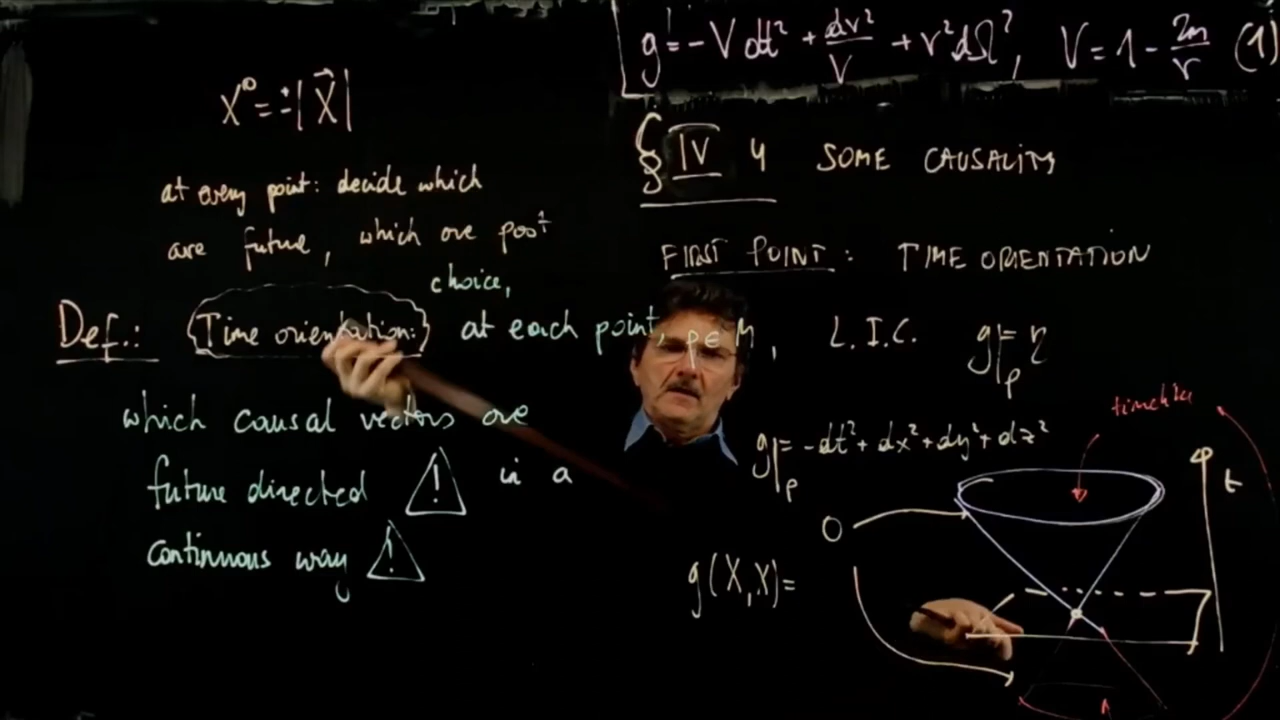 g = -V dt² + dr²/V + r² dΩ², V = 1 - 2m/r (1)
X⁰ = ±|X⃗|
§ IV 4 SOME CAUSALITY
at every point: decide which
are future, which are past
FIRST POINT: TIME ORIENTATION
choice,
Def.: {Time orientation:} at each point, p ∈ M, L.I.C. g|ₚ = η
which causal vectors are
future directed ! in a
continuous way !
timelike
g|ₚ = -dt² + dx² + dy² + dz²
t
0
g(X,X) =